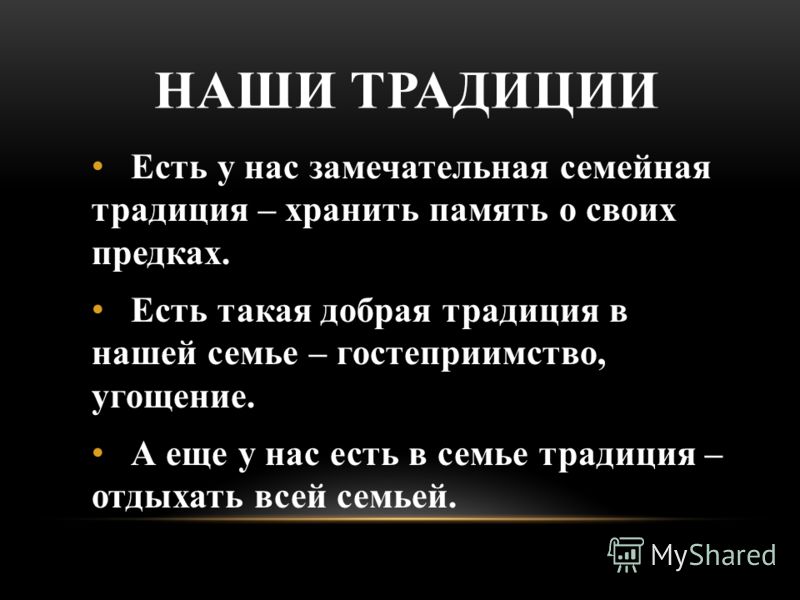 НАШИ ТРАДИЦИИ
• Есть у нас замечательная семейная
традиция – хранить память о своих
предках.
• Есть такая добрая традиция в
нашей семье – гостеприимство,
угощение.
• А еще у нас есть в семье традиция –
отдыхать всей семьей.
MyShared